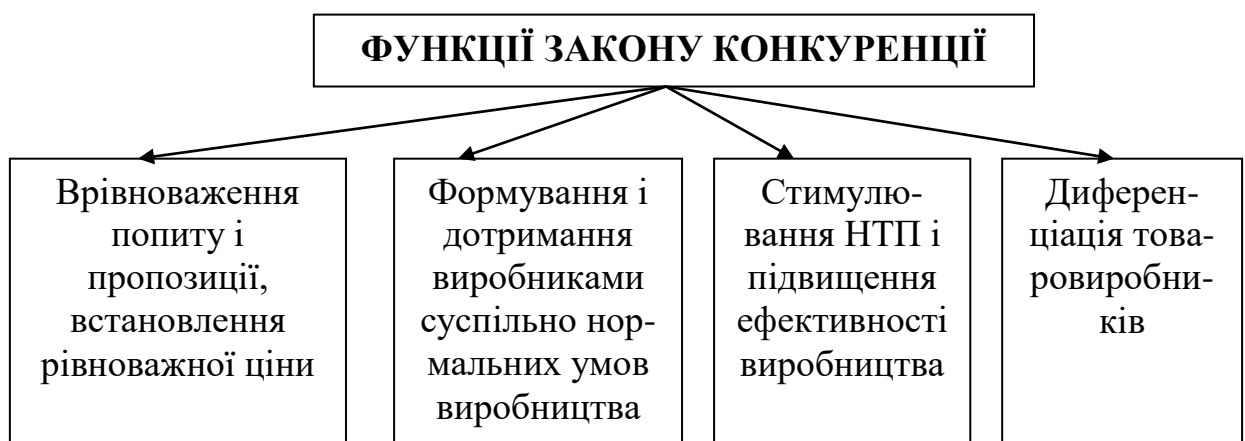 ФУНКЦІЇ ЗАКОНУ КОНКУРЕНЦІЇ
Врівноваження
попиту і
пропозиції,
встановлення
рівноважної ціни
Формування і
дотримання
виробниками
суспільно нор-
мальних умов
виробництва
Стимулю-
вання НТП і
підвищення
ефективності
виробництва
Диферен-
ціація това-
ровиробни-
ків